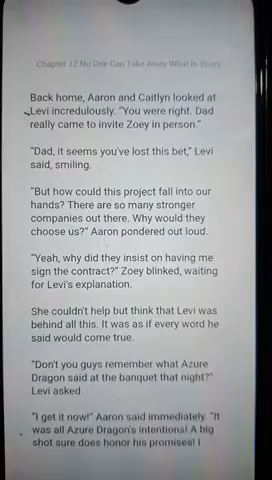 Chapter 12 No One Can Take Away What Is Yours
Back home, Aaron and Caitlyn looked at
Levi incredulously. "You were right. Dad
really came to invite Zoey in person."
"Dad, it seems you've lost this bet," Levi
said, smiling.
"But how could this project fall into our
hands? There are so many stronger
companies out there. Why would they
choose us?" Aaron pondered out loud.
"Yeah, why did they insist on having me
sign the contract?" Zoey blinked, waiting
for Levi's explanation.
She couldn't help but think that Levi was
behind all this. It was as if every word he
said would come true.
"Don't you guys remember what Azure
Dragon said at the banquet that night?"
Levi asked.
"I get it now!" Aaron said immediately. "It
was all Azure Dragon's intentions! A big
shot sure does honor his promises! I